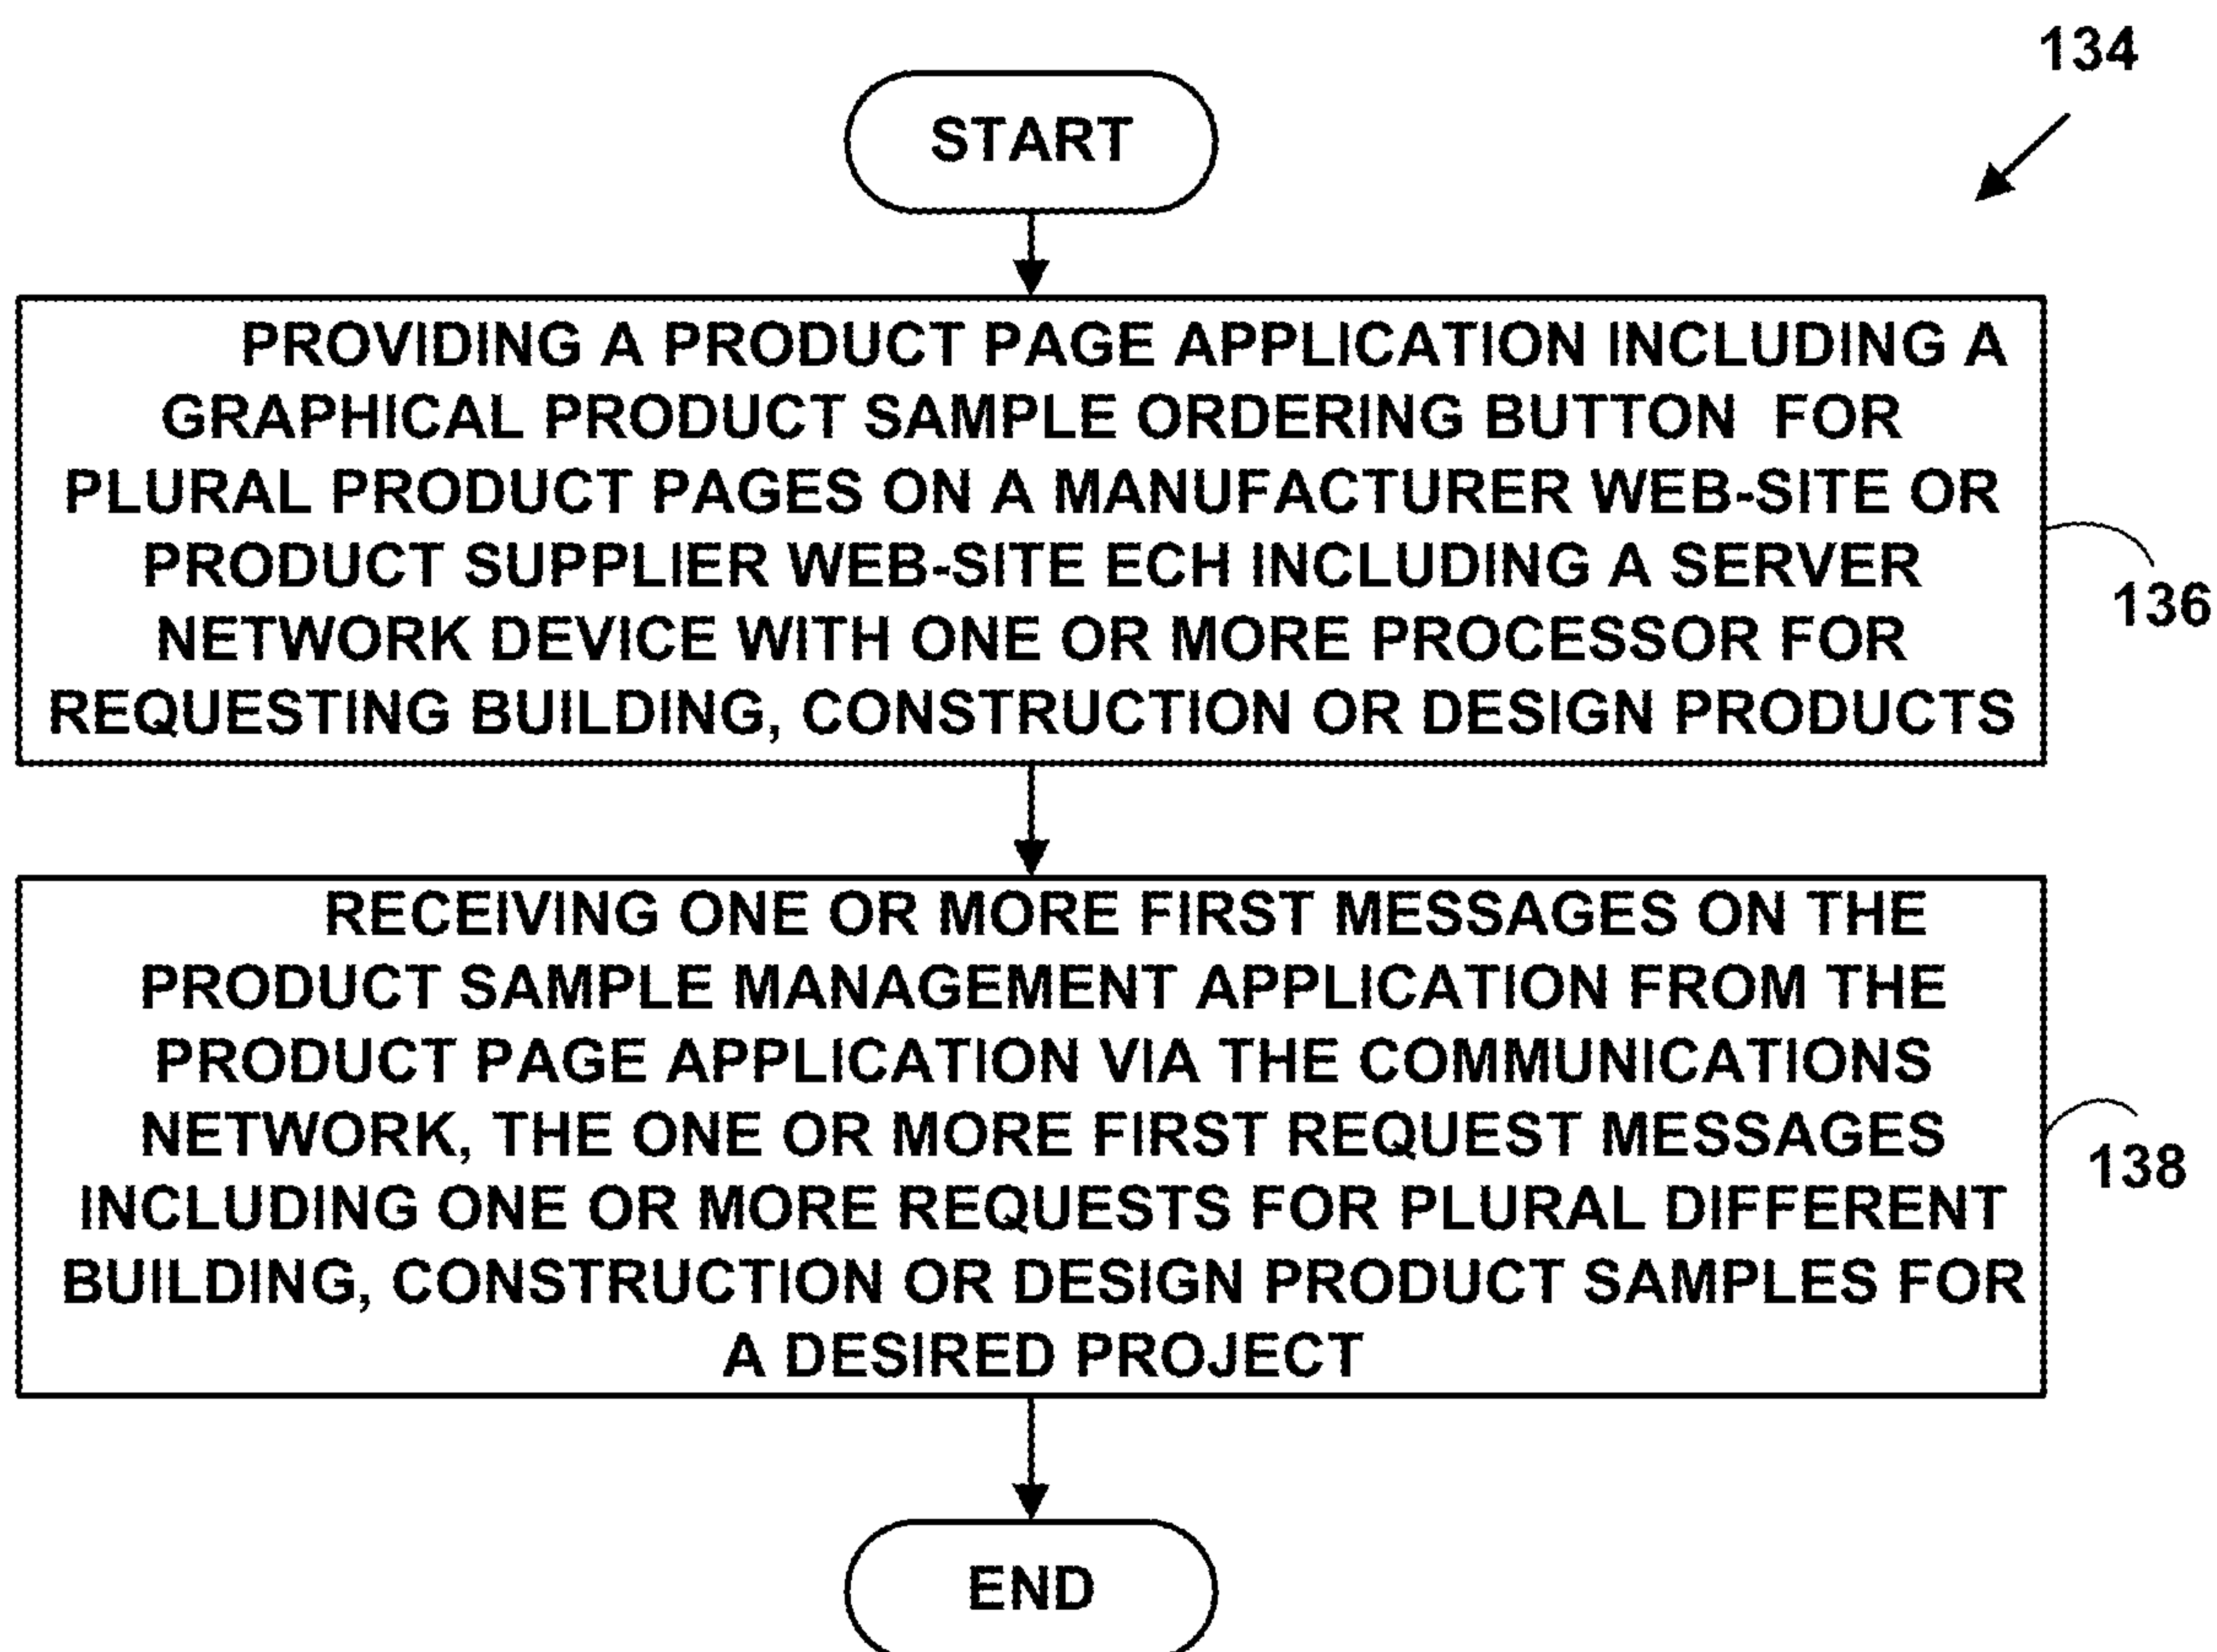 134
START
PROVIDING A PRODUCT PAGE APPLICATION INCLUDING A
GRAPHICAL PRODUCT SAMPLE ORDERING BUTTON FOR
PLURAL PRODUCT PAGES ON A MANUFACTURER WEB-SITE OR
PRODUCT SUPPLIER WEB-SITE ECH INCLUDING A SERVER
NETWORK DEVICE WITH ONE OR MORE PROCESSOR FOR
REQUESTING BUILDING, CONSTRUCTION OR DESIGN PRODUCTS
136
RECEIVING ONE OR MORE FIRST MESSAGES ON THE
PRODUCT SAMPLE MANAGEMENT APPLICATION FROM THE
PRODUCT PAGE APPLICATION VIA THE COMMUNICATIONS
NETWORK, THE ONE OR MORE FIRST REQUEST MESSAGES
INCLUDING ONE OR MORE REQUESTS FOR PLURAL DIFFERENT
BUILDING, CONSTRUCTION OR DESIGN PRODUCT SAMPLES FOR
A DESIRED PROJECT
138
END